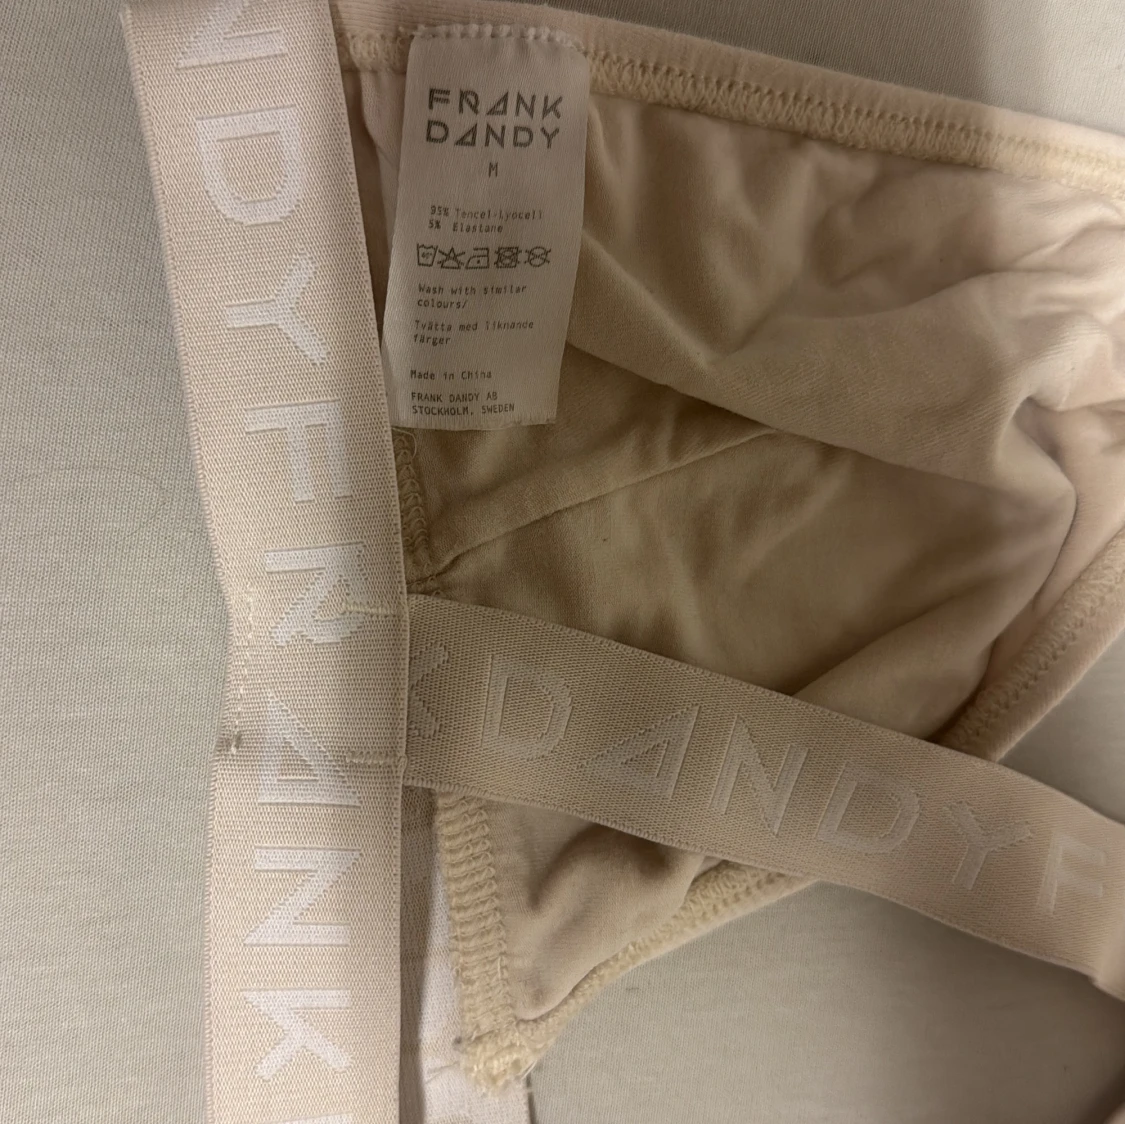 NDYFRANK
FRANK
DANDY
M
95% Tencel-Lyocell
5% Elastane
Wash with similar
colours/
Tvätta med liknande
färger
Made in China
FRANK DANDY AB
STOCKHOLM, SWEDEN
K DANDY F